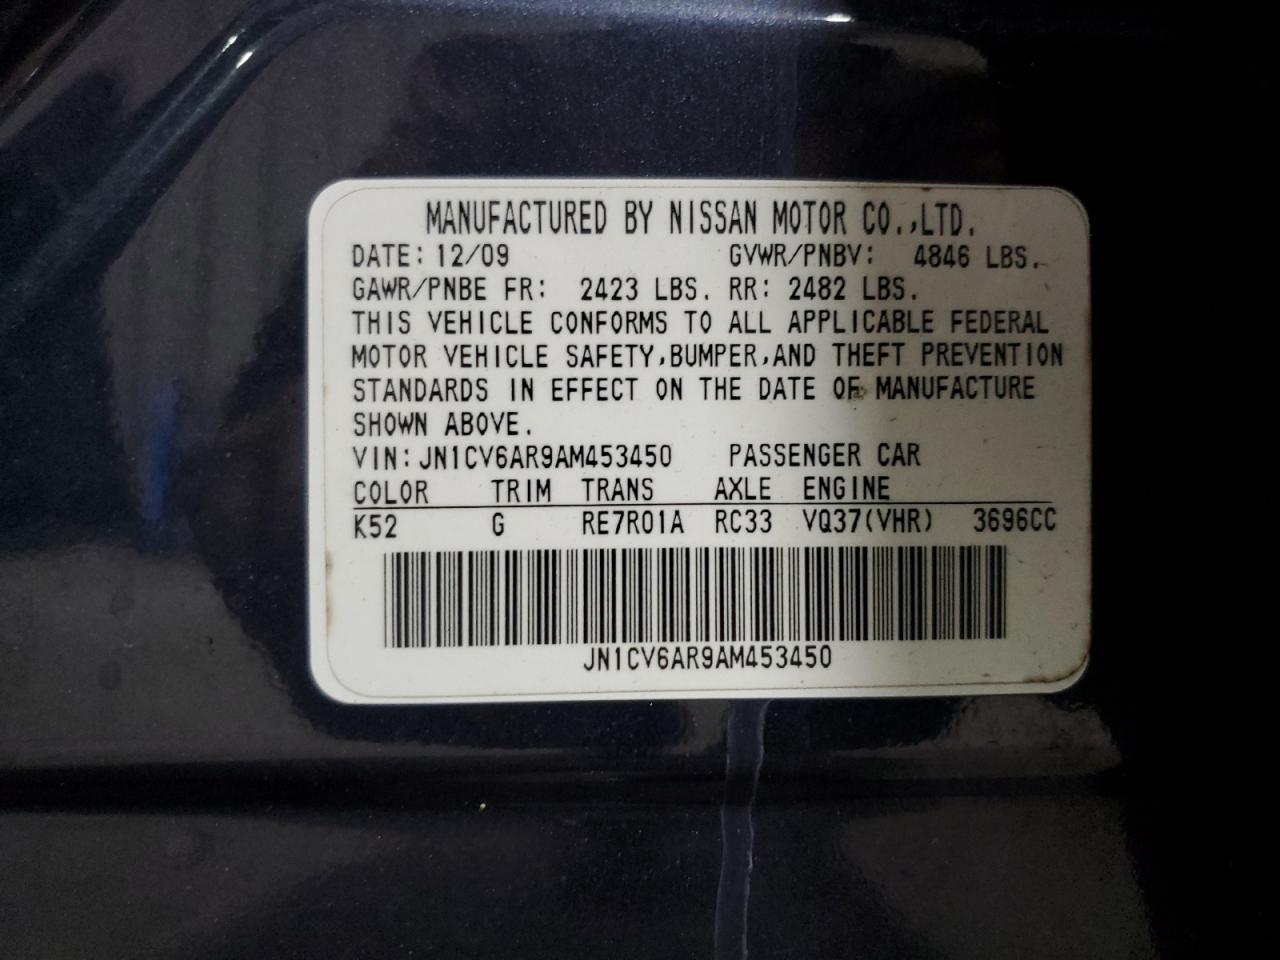 MANUFACTURED BY NISSAN MOTOR CO.,LTD.
DATE: 12/09 GVWR/PNBV: 4846 LBS.
GAWR/PNBE FR: 2423 LBS. RR: 2482 LBS.
THIS VEHICLE CONFORMS TO ALL APPLICABLE FEDERAL
MOTOR VEHICLE SAFETY,BUMPER,AND THEFT PREVENTION
STANDARDS IN EFFECT ON THE DATE OF MANUFACTURE
SHOWN ABOVE.
VIN: JN1CV6AR9AM453450 PASSENGER CAR
COLOR TRIM TRANS AXLE ENGINE
K52 G RE7R01A RC33 VQ37(VHR) 3696CC
JN1CV6AR9AM453450